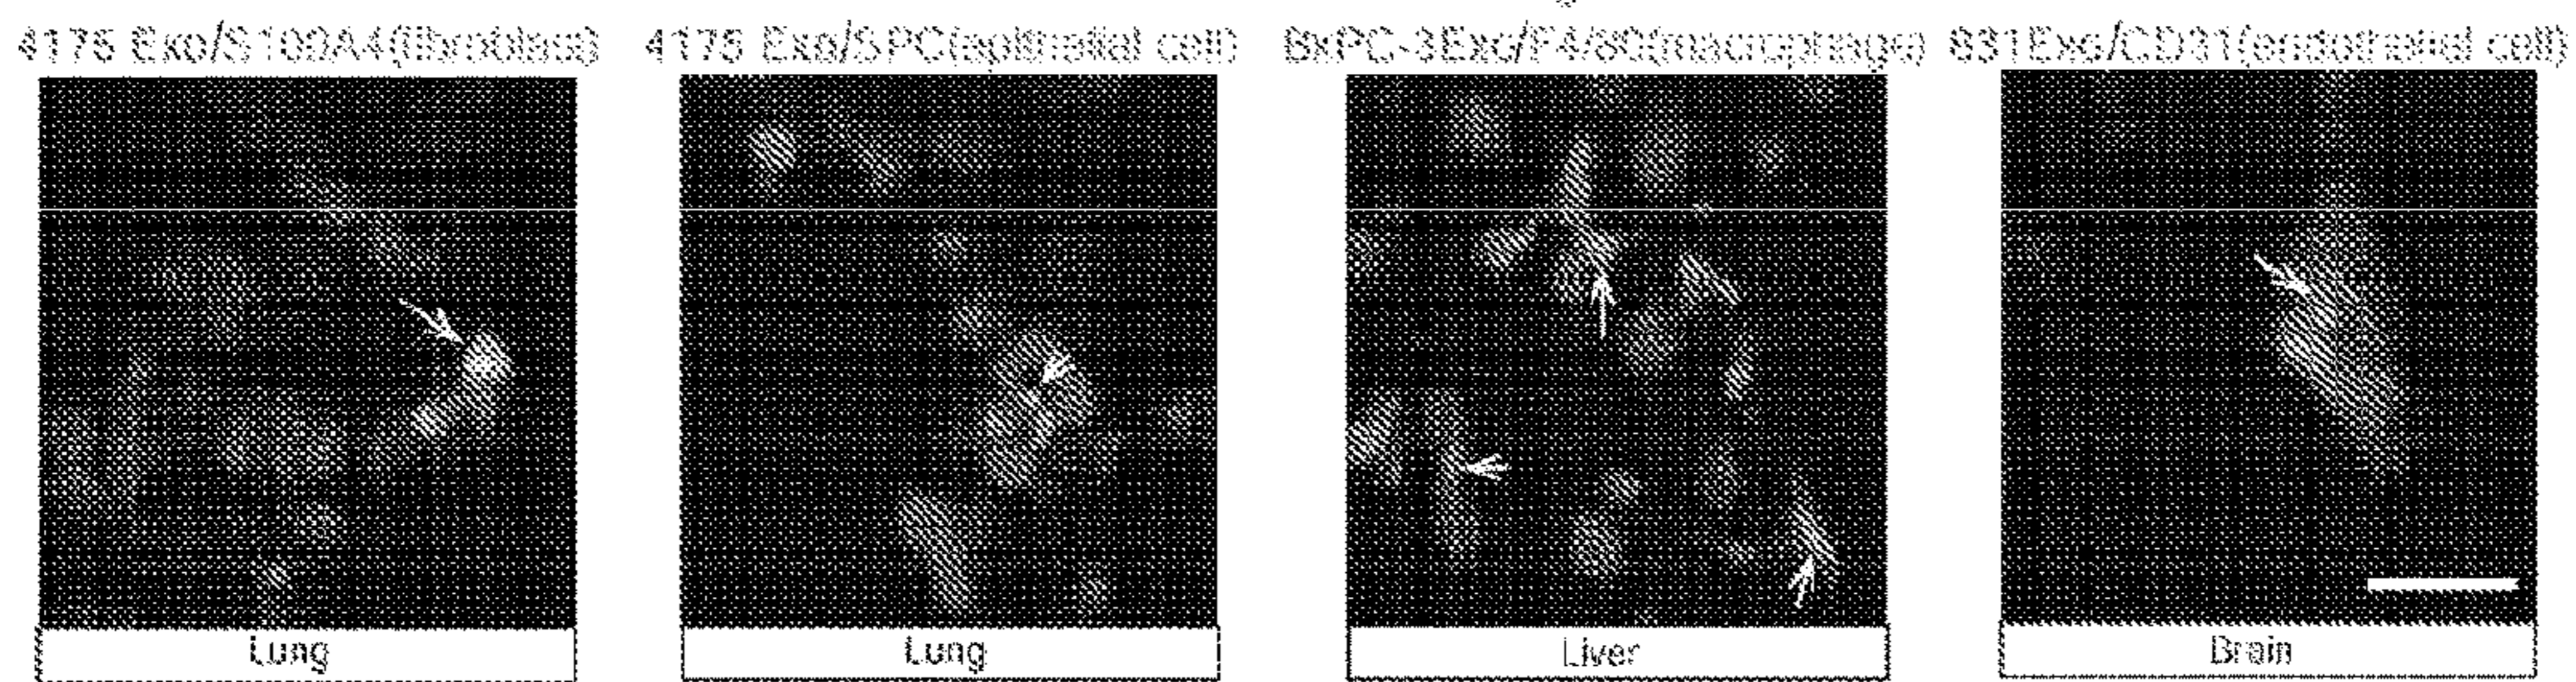 4175 Exo/S100A4(fibroblast)
4175 Exo/SPC(epithelial cell)
BxPC-3Exo/F4/80(macrophage)
831Exo/CD31(endothelial cell)
Lung
Lung
Liver
Brain